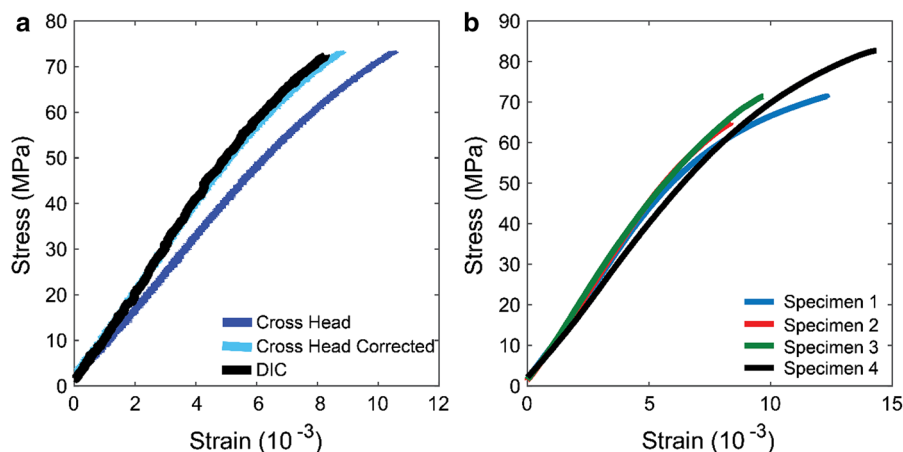 a
Stress (MPa)
80
70
60
50
40
30
20
10
0
0 2 4 6 8 10 12
Strain (10 -3 )
Cross Head
Cross Head Corrected
DIC
b
Stress (MPa)
90
80
70
60
50
40
30
20
10
0
0 5 10 15
Strain (10 -3 )
Specimen 1
Specimen 2
Specimen 3
Specimen 4